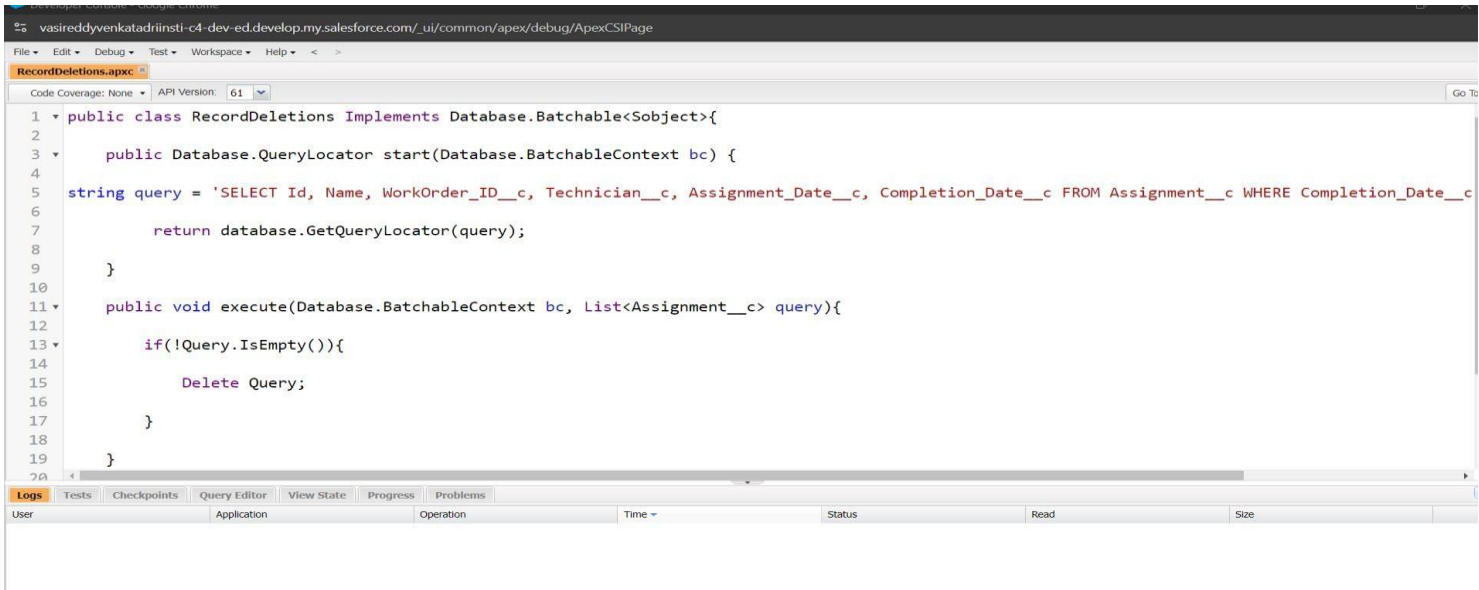 Developer Console - Google Chrome
vasireddyvenkatadriinsti-c4-dev-ed.develop.my.salesforce.com/_ui/common/apex/debug/ApexCSIPage
File Edit Debug Test Workspace Help < >
RecordDeletions.apxc
Code Coverage: None API Version: 61 Go To
1 public class RecordDeletions Implements Database.Batchable<Sobject>{
2
3 public Database.QueryLocator start(Database.BatchableContext bc) {
4
5 string query = 'SELECT Id, Name, WorkOrder_ID__c, Technician__c, Assignment_Date__c, Completion_Date__c FROM Assignment__c WHERE Completion_Date__c
6
7 return database.GetQueryLocator(query);
8
9 }
10
11 public void execute(Database.BatchableContext bc, List<Assignment__c> query){
12
13 if(!Query.IsEmpty()){
14
15 Delete Query;
16
17 }
18
19 }
20
Logs Tests Checkpoints Query Editor View State Progress Problems
User Application Operation Time Status Read Size